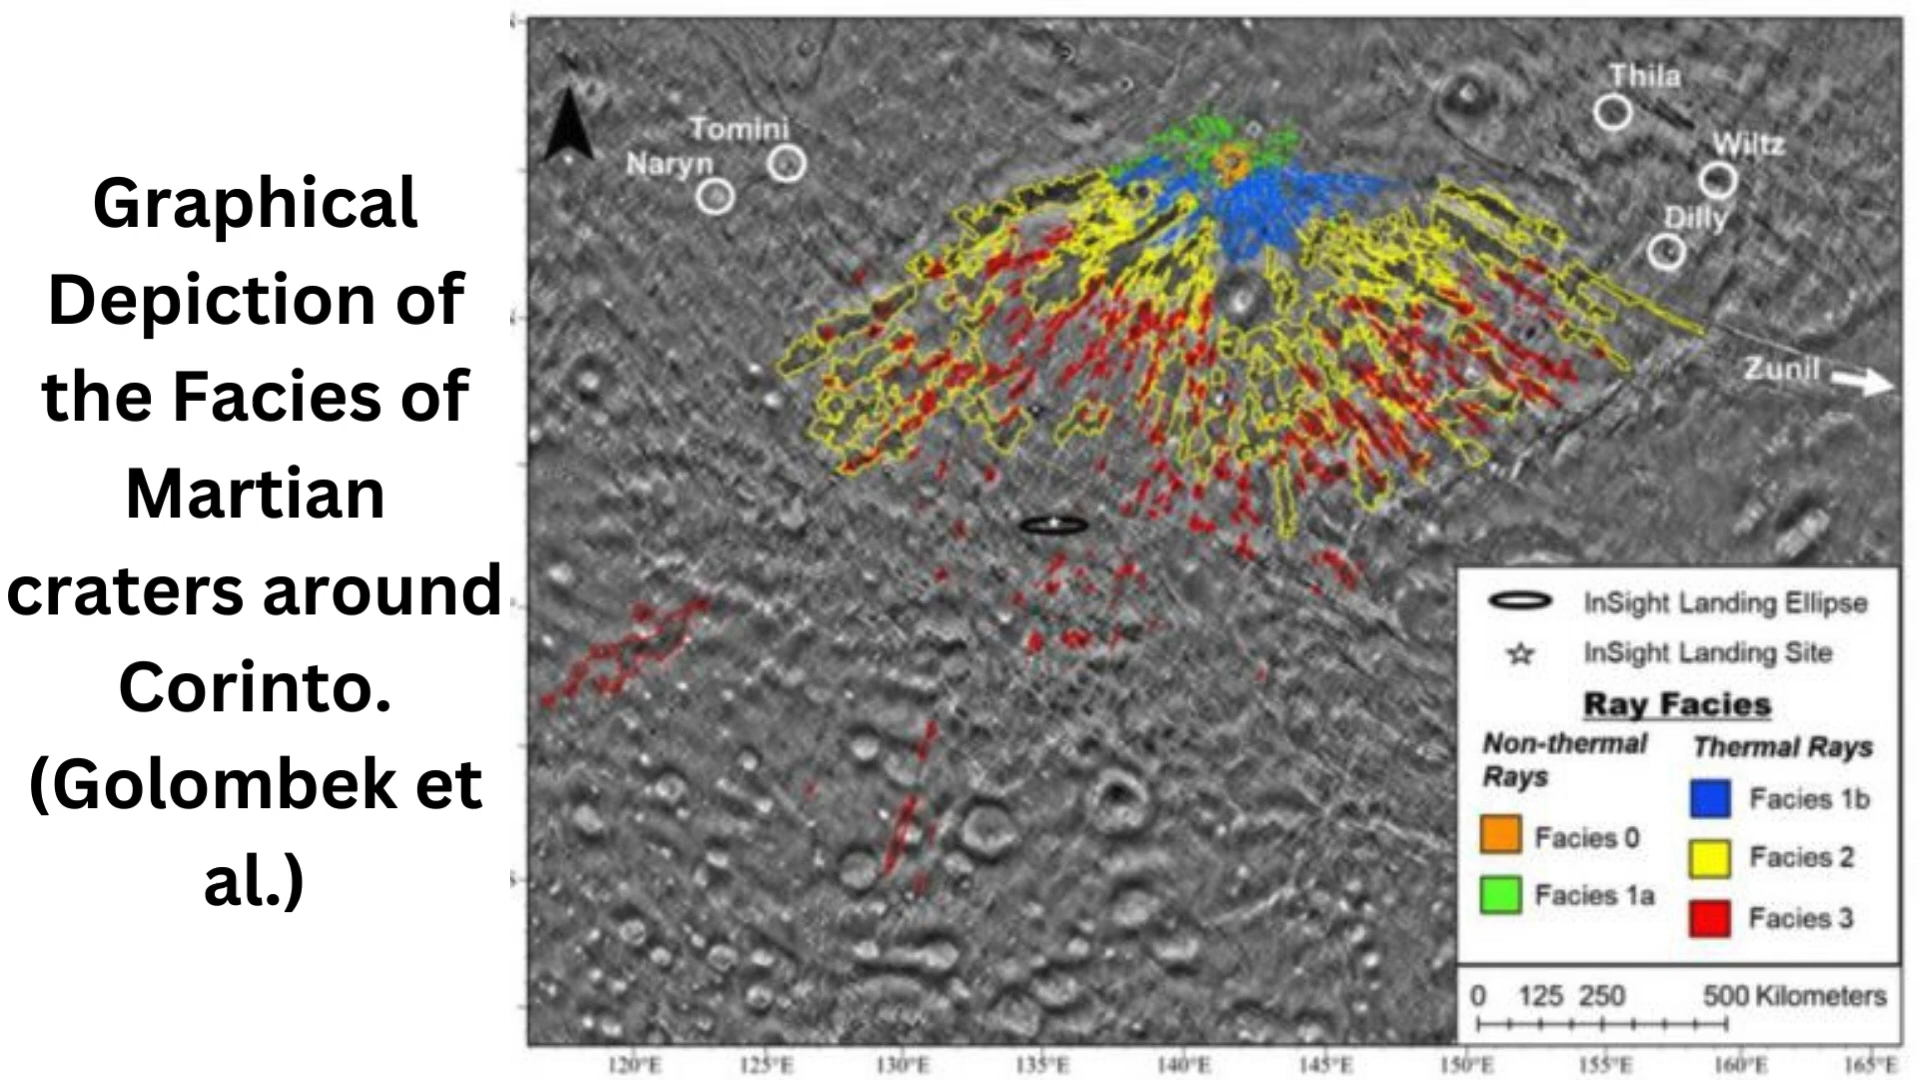 Graphical
Depiction of
the Facies of
Martian
craters around
Corinto.
(Golombek et
al.)
Thila
Tomini
Wiltz
Naryn
Dilly
Zunil
InSight Landing Ellipse
InSight Landing Site
Ray Facies
Non-thermal
Rays
Thermal Rays
Facies 1b
Facies 0
Facies 2
Facies 1a
Facies 3
0 125 250 500 Kilometers
120°E 125°E 130°E 135°E 140°E 145°E 150°E 155°E 160°E 165°E